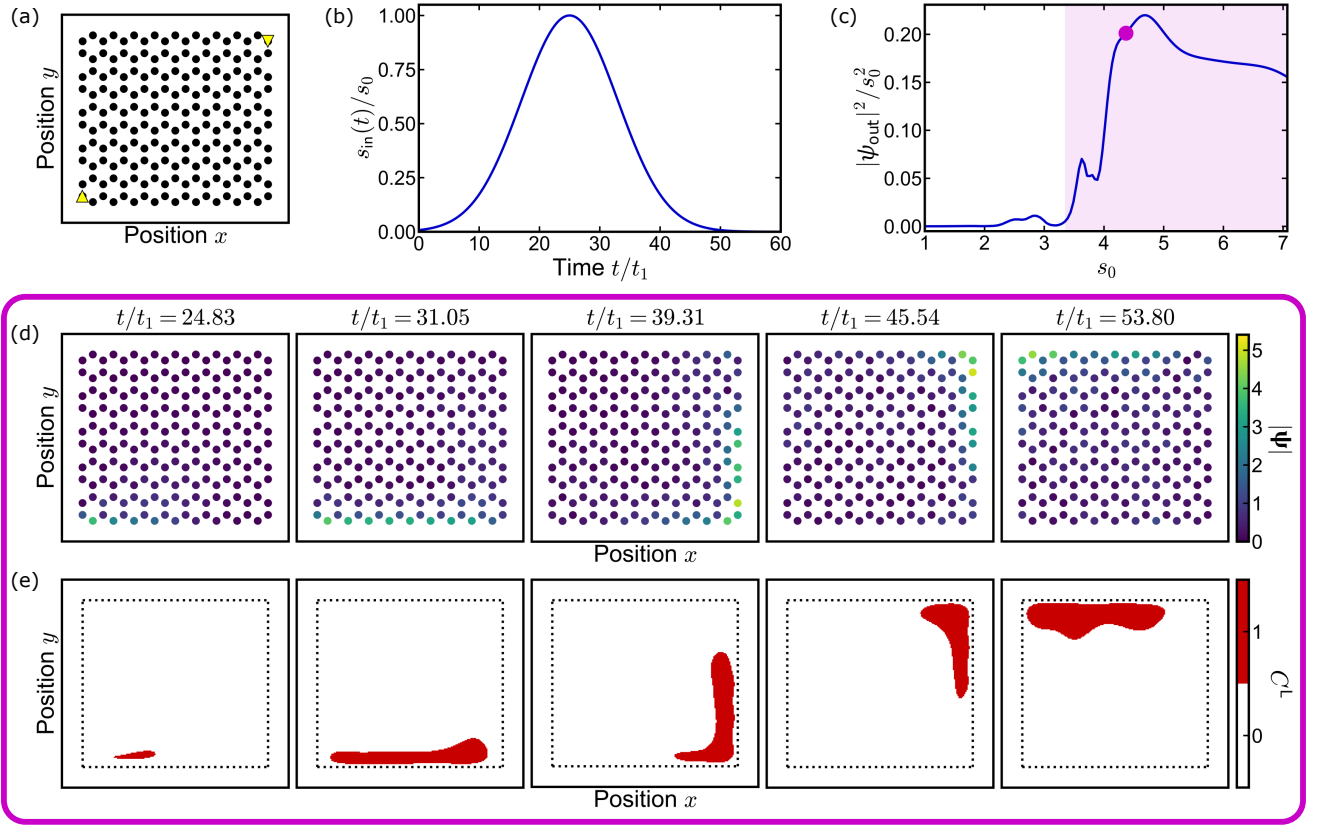 (a)
Position y
Position x
(b)
s_in(t)/s_0
1.00
0.75
0.50
0.25
0.00
0 10 20 30 40 50 60
Time t/t_1
(c)
|ψ_out|^2/s_0^2
0.20
0.15
0.10
0.05
0.00
1 2 3 4 5 6 7
s_0
t/t_1 = 24.83
t/t_1 = 31.05
t/t_1 = 39.31
t/t_1 = 45.54
t/t_1 = 53.80
(d)
Position y
Position x
5
4
3
2
1
0
|Ψ|
(e)
Position y
Position x
1
0
C^L